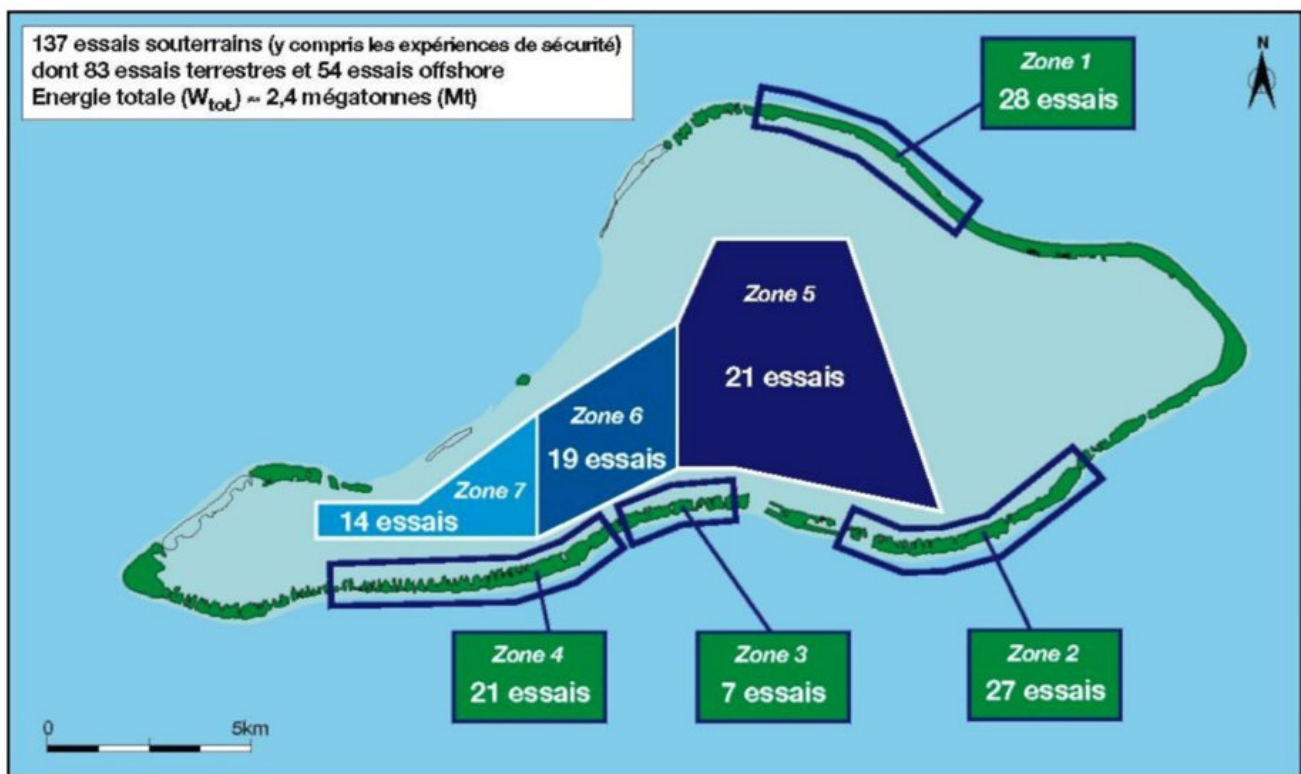 137 essais souterrains (y compris les expériences de sécurité)
dont 83 essais terrestres et 54 essais offshore
Energie totale (Wtot.) ≈ 2,4 mégatonnes (Mt)
Zone 1
28 essais
N
Zone 5
21 essais
Zone 6
19 essais
Zone 7
14 essais
Zone 4
21 essais
Zone 3
7 essais
Zone 2
27 essais
0 5km